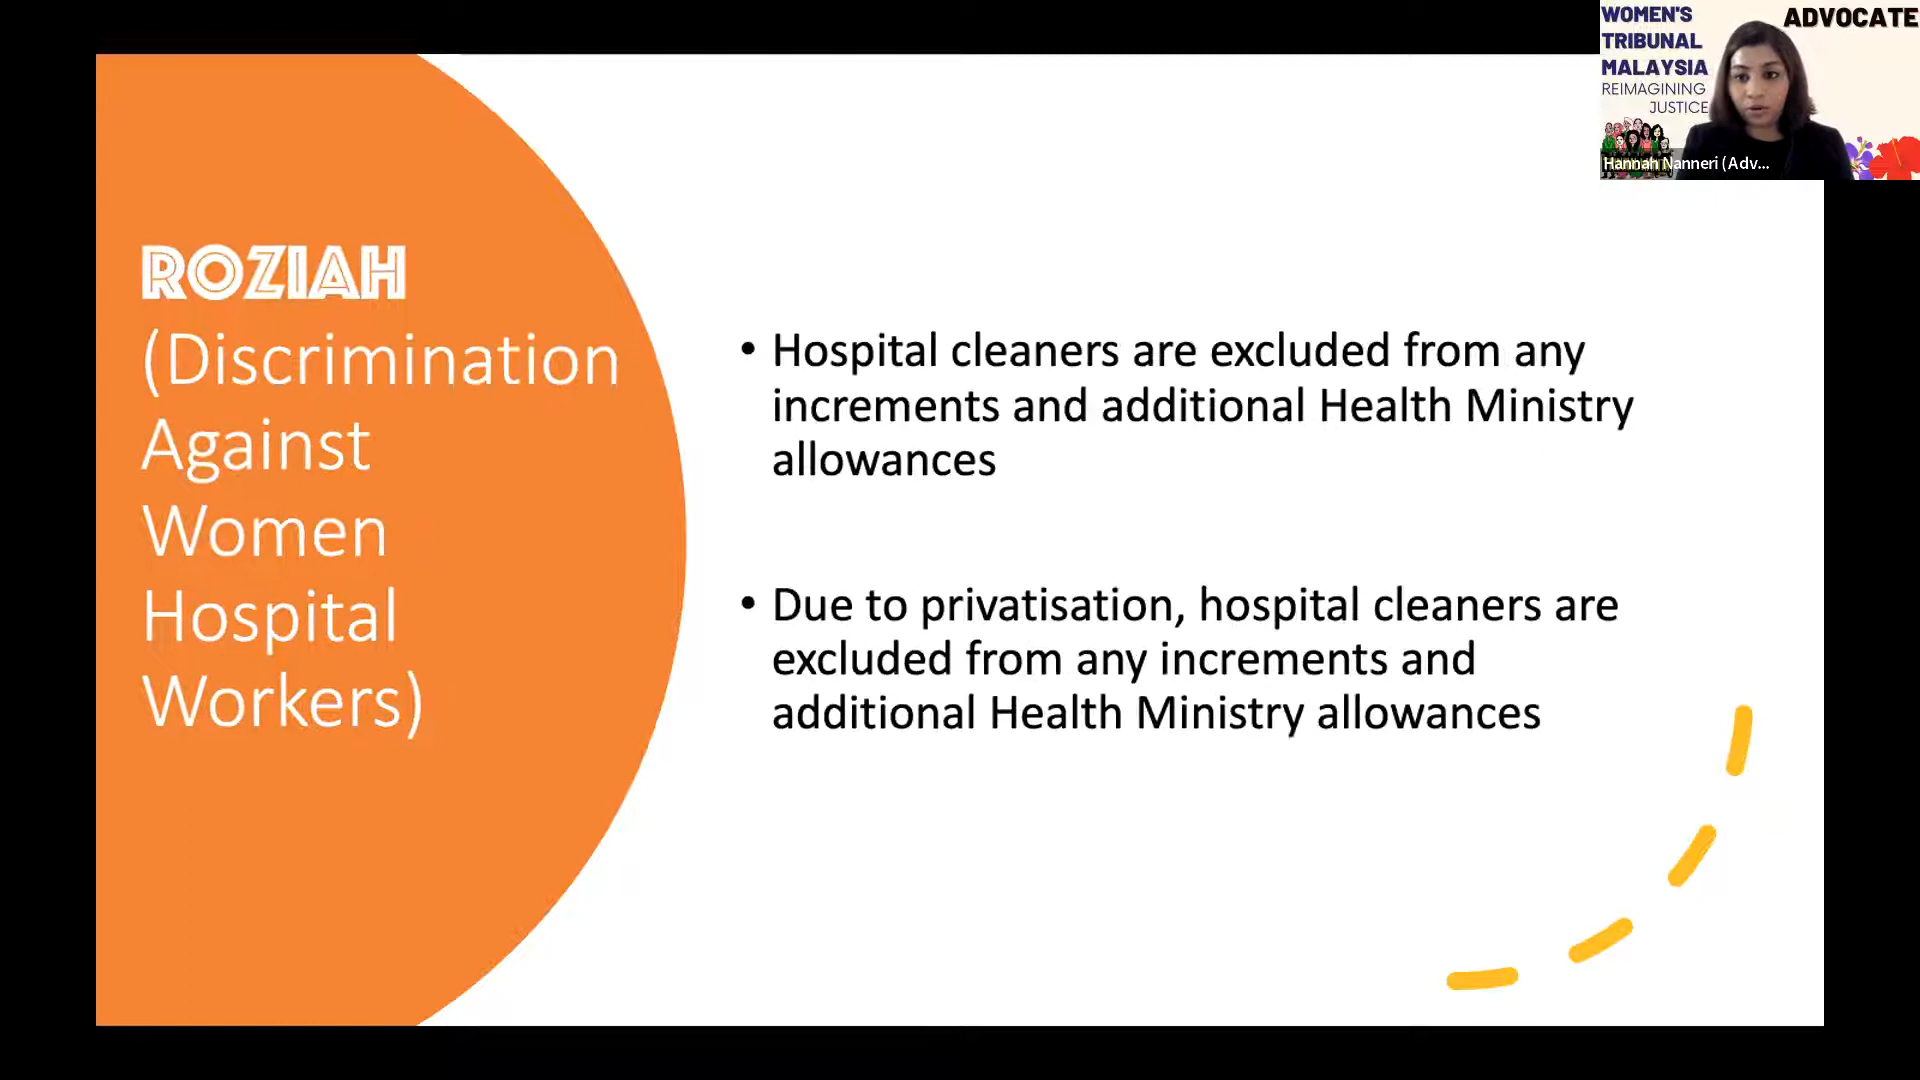 ROZIAH
(Discrimination
Against
Women
Hospital
Workers)
• Hospital cleaners are excluded from any
increments and additional Health Ministry
allowances
• Due to privatisation, hospital cleaners are
excluded from any increments and
additional Health Ministry allowances
WOMEN'S
TRIBUNAL
MALAYSIA
REIMAGINING
JUSTICE
ADVOCATE
Hannah Nanneri (Adv...